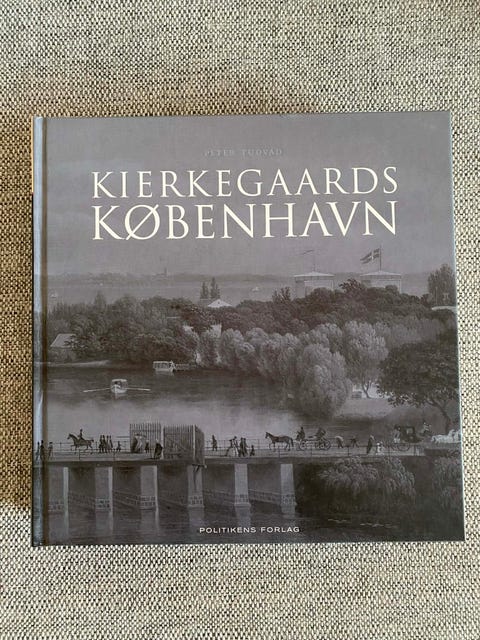 PETER TUDVAD
KIERKEGAARDS
KØBENHAVN
POLITIKENS FORLAG